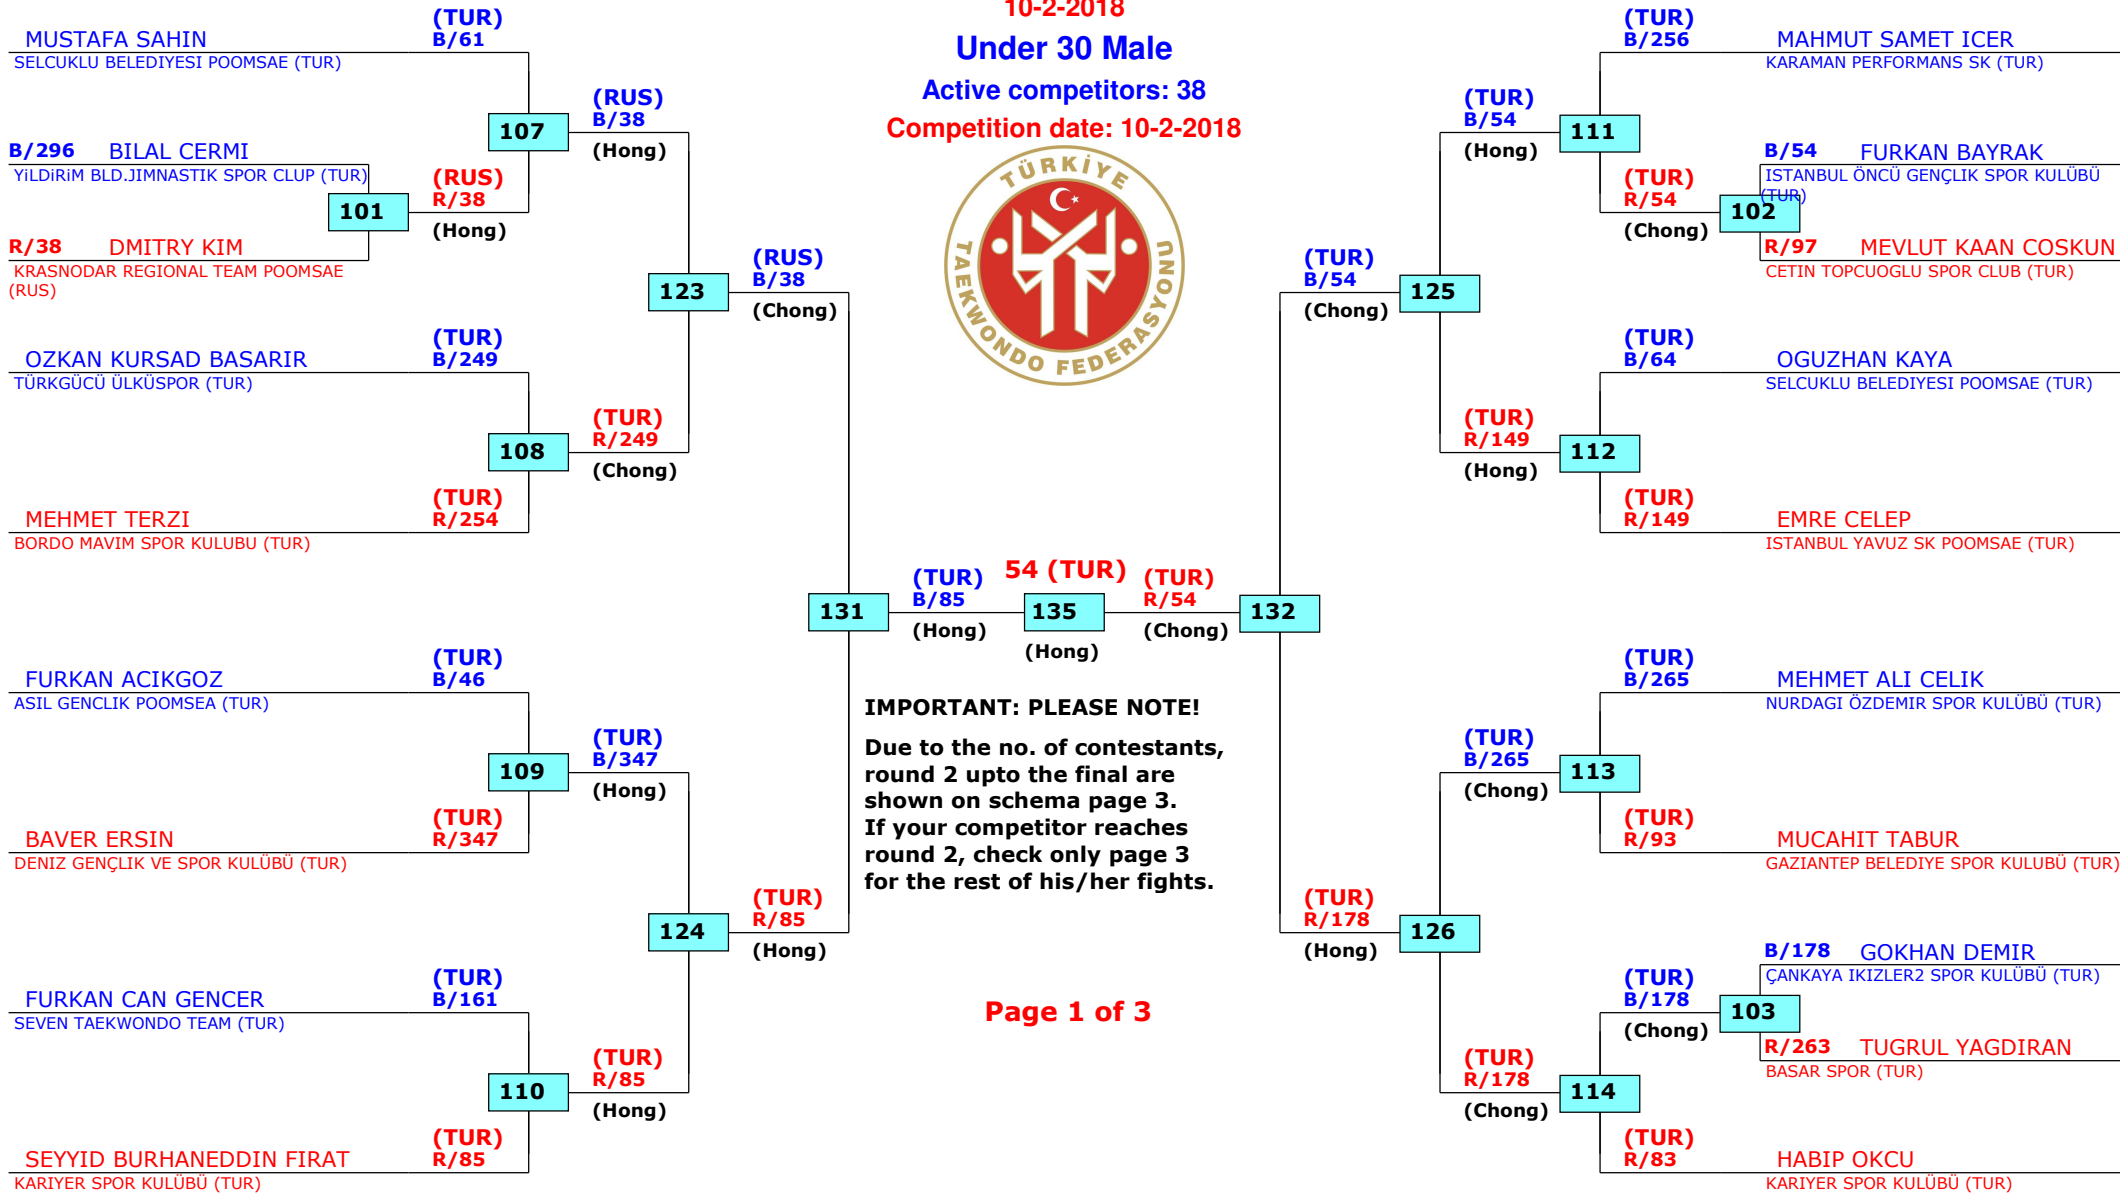 10-2-2018
Under 30 Male
Active competitors: 38
Competition date: 10-2-2018
TÜRKİYE
TAEKWONDO FEDERASYONU
(TUR)
MUSTAFA SAHIN B/61
SELCUKLU BELEDIYESI POOMSAE (TUR)
107
(RUS)
B/38
(Hong)
B/296 BILAL CERMI
YiLDiRiM BLD.JIMNASTIK SPOR CLUP (TUR)
101
(RUS)
R/38
(Hong)
R/38 DMITRY KIM
KRASNODAR REGIONAL TEAM POOMSAE
(RUS)
123
(RUS)
B/38
(Chong)
(TUR)
OZKAN KURSAD BASARIR B/249
TÜRKGÜCÜ ÜLKÜSPOR (TUR)
108
(TUR)
R/249
(Chong)
(TUR)
MEHMET TERZI R/254
BORDO MAVIM SPOR KULUBU (TUR)
131
(TUR)
B/85
(Hong)
54 (TUR)
135
(Hong)
(TUR)
R/54
(Chong)
132
(TUR)
FURKAN ACIKGOZ B/46
ASIL GENCLIK POOMSEA (TUR)
109
(TUR)
B/347
(Hong)
(TUR)
BAVER ERSIN R/347
DENIZ GENÇLIK VE SPOR KULÜBÜ (TUR)
124
(TUR)
R/85
(Hong)
(TUR)
FURKAN CAN GENCER B/161
SEVEN TAEKWONDO TEAM (TUR)
110
(TUR)
R/85
(Hong)
(TUR)
SEYYID BURHANEDDIN FIRAT R/85
KARIYER SPOR KULÜBÜ (TUR)
IMPORTANT: PLEASE NOTE!
Due to the no. of contestants,
round 2 upto the final are
shown on schema page 3.
If your competitor reaches
round 2, check only page 3
for the rest of his/her fights.
Page 1 of 3
(TUR)
B/256 MAHMUT SAMET ICER
KARAMAN PERFORMANS SK (TUR)
(TUR)
B/54
(Hong)
111
B/54 FURKAN BAYRAK
ISTANBUL ÖNCÜ GENÇLIK SPOR KULÜBÜ
(TUR)
(TUR)
R/54
(Chong)
102
R/97 MEVLUT KAAN COSKUN
CETIN TOPCUOGLU SPOR CLUB (TUR)
(TUR)
B/54
(Chong)
125
(TUR)
B/64 OGUZHAN KAYA
SELCUKLU BELEDIYESI POOMSAE (TUR)
(TUR)
R/149
(Hong)
112
(TUR)
R/149 EMRE CELEP
ISTANBUL YAVUZ SK POOMSAE (TUR)
(TUR)
B/265 MEHMET ALI CELIK
NURDAGI ÖZDEMIR SPOR KULÜBÜ (TUR)
(TUR)
B/265
(Chong)
113
(TUR)
R/93 MUCAHIT TABUR
GAZIANTEP BELEDIYE SPOR KULUBÜ (TUR)
(TUR)
R/178
(Hong)
126
B/178 GOKHAN DEMIR
ÇANKAYA IKIZLER2 SPOR KULÜBÜ (TUR)
(TUR)
B/178
(Chong)
103
R/263 TUGRUL YAGDIRAN
BASAR SPOR (TUR)
(TUR)
R/178
(Chong)
114
(TUR)
R/83 HABIP OKCU
KARIYER SPOR KULÜBÜ (TUR)